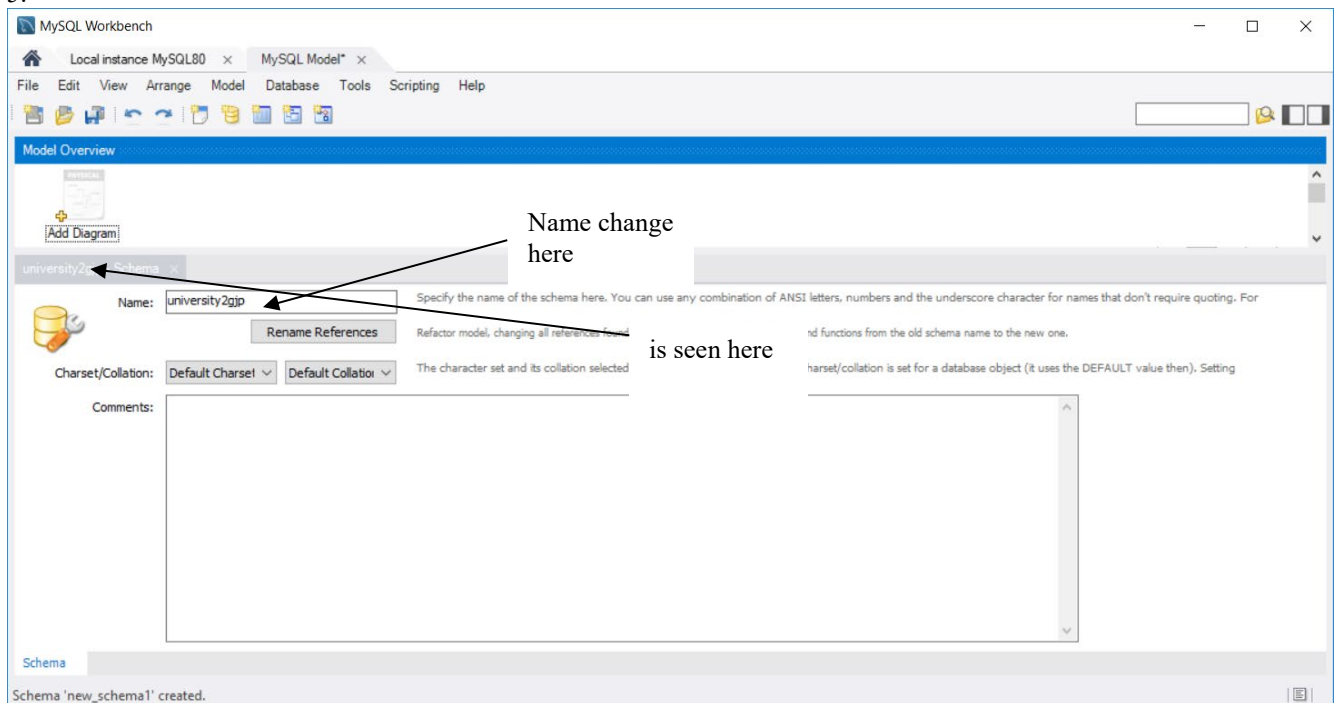 MySQL Workbench
Local instance MySQL80 × MySQL Model* ×
File Edit View Arrange Model Database Tools Scripting Help
Model Overview
PHYSICAL
Add Diagram
Name change
here
university2g Schema ×
Name: university2gjp Specify the name of the schema here. You can use any combination of ANSI letters, numbers and the underscore character for names that don't require quoting. For
Rename References Refactor model, changing all references found nd functions from the old schema name to the new one.
is seen here
Charset/Collation: Default Charset Default Collation The character set and its collation selected harset/collation is set for a database object (it uses the DEFAULT value then). Setting
Comments:
Schema
Schema 'new_schema1' created.